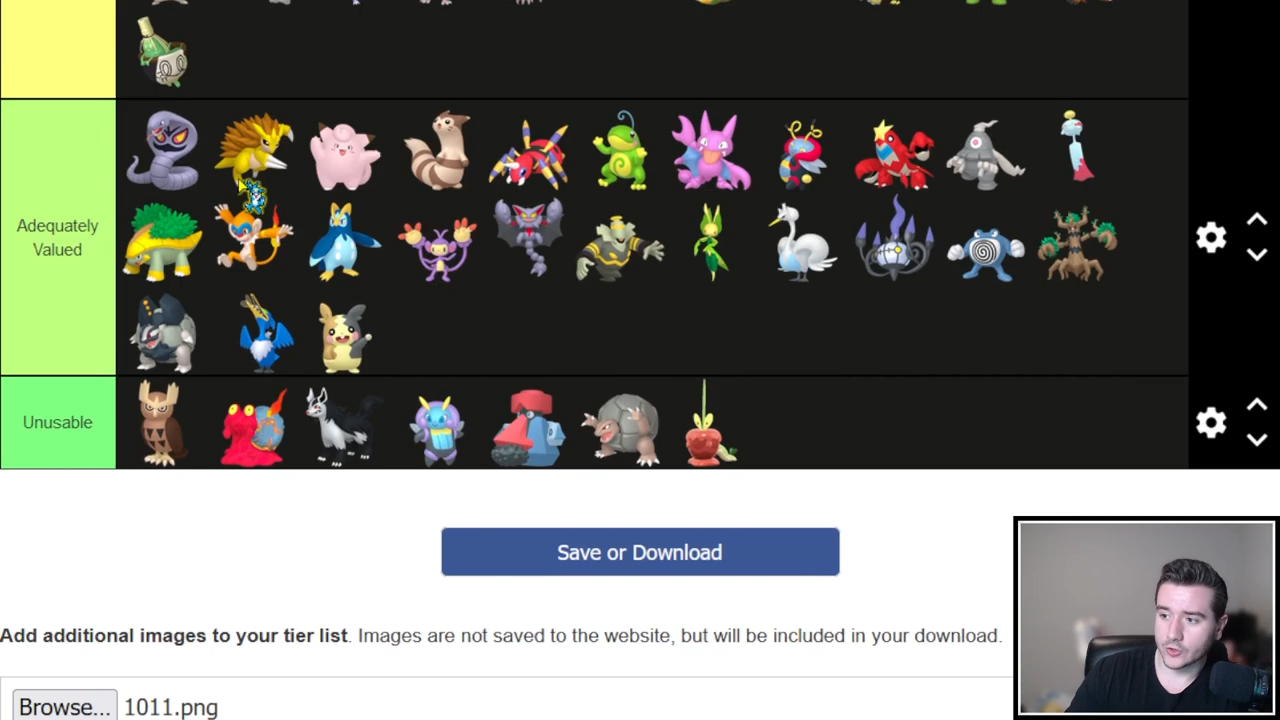 Adequately
Valued
Unusable
Save or Download
Add additional images to your tier list. Images are not saved to the website, but will be included in your download.
Browse... 1011.png